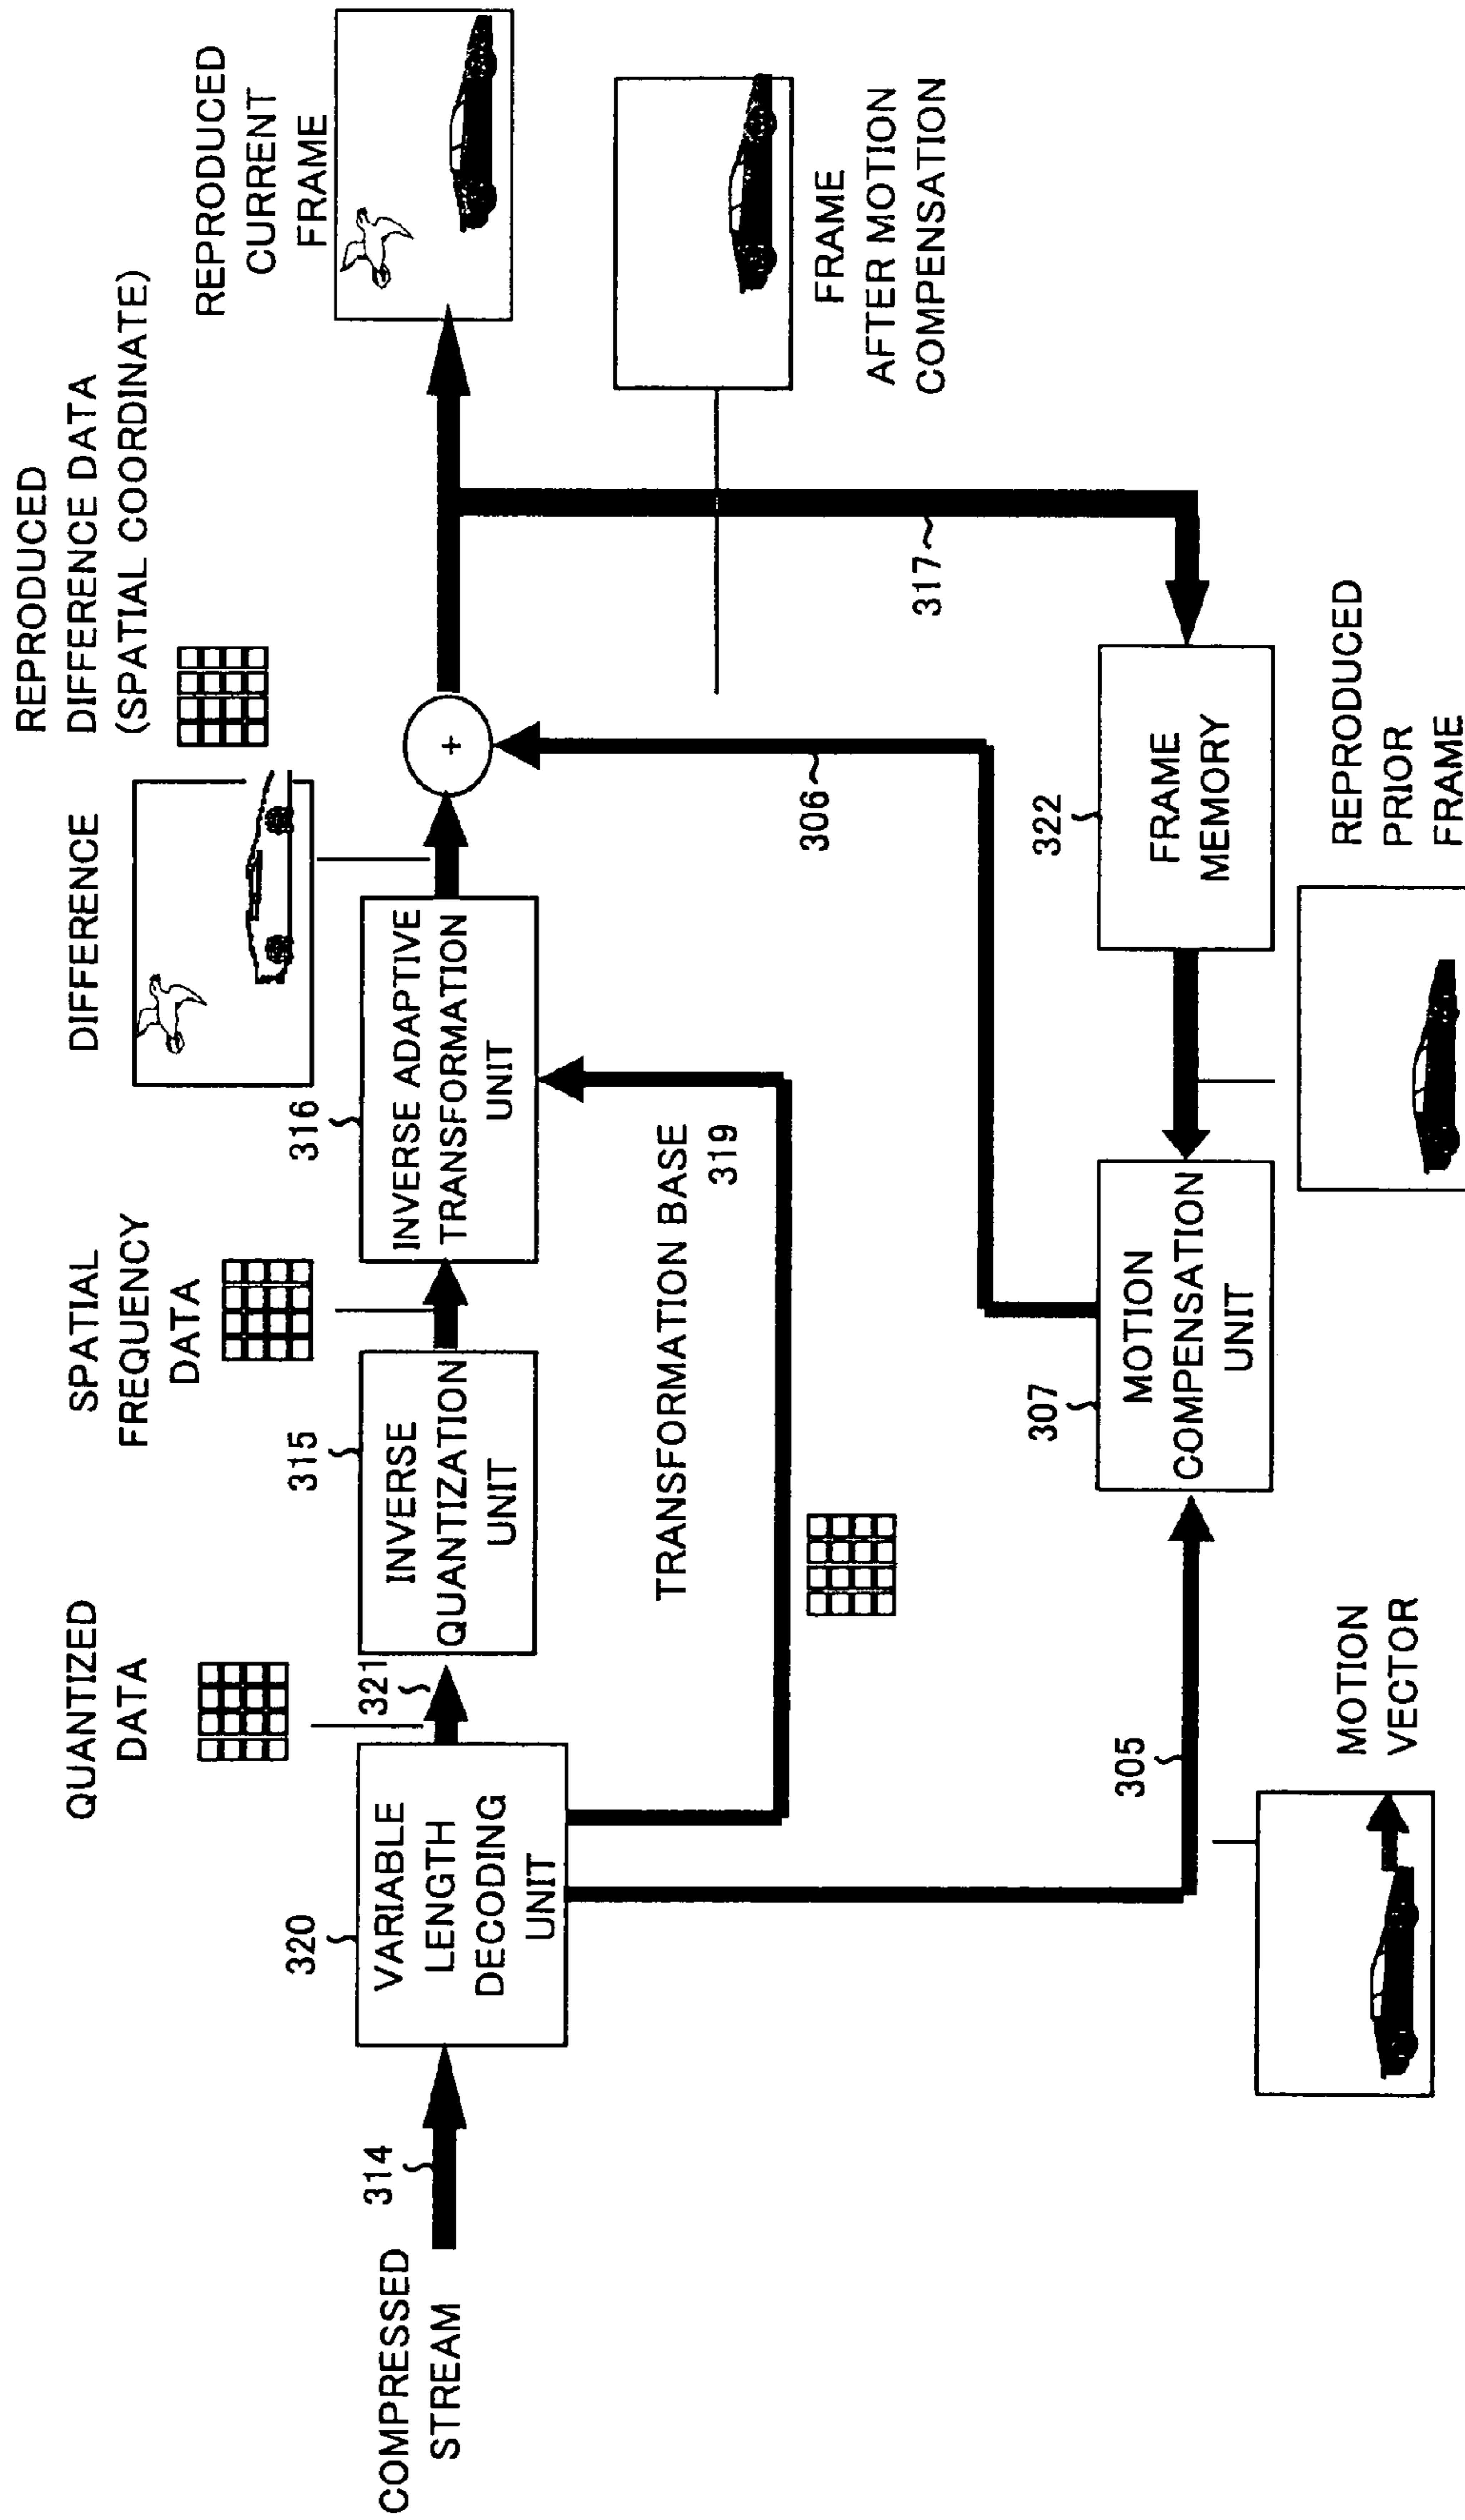 REPRODUCED
DIFFERENCE DATA
(SPATIAL COORDINATE)
REPRODUCED
CURRENT
FRAME
DIFFERENCE
SPATIAL
FREQUENCY
DATA
QUANTIZED
DATA
COMPRESSED
STREAM
314
320
VARIABLE
LENGTH
DECODING
UNIT
321
315
INVERSE
QUANTIZATION
UNIT
316
INVERSE ADAPTIVE
TRANSFORMATION
UNIT
+
TRANSFORMATION BASE
319
FRAME
AFTER MOTION
COMPENSATION
306
317
305
307
MOTION
COMPENSATION
UNIT
322
FRAME
MEMORY
MOTION
VECTOR
REPRODUCED
PRIOR
FRAME